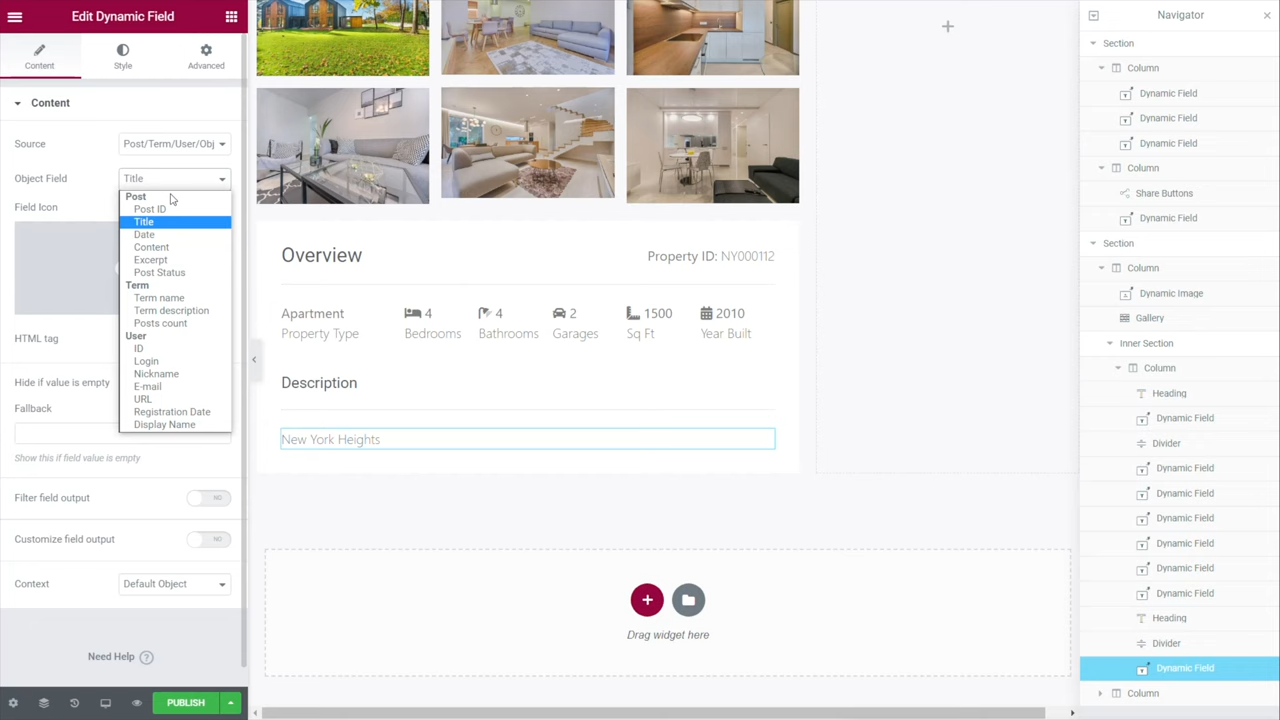 Edit Dynamic Field
Content
Style
Advanced
Content
Source
Post/Term/User/Obj
Object Field
Title
Post
Post ID
Title
Date
Content
Excerpt
Post Status
Term
Term name
Term description
Posts count
User
ID
Login
Nickname
E-mail
URL
Registration Date
Display Name
Field Icon
HTML tag
Hide if value is empty
Fallback
Show this if field value is empty
Filter field output
NO
Customize field output
NO
Context
Default Object
Need Help ?
PUBLISH
Overview
Property ID: NY000112
Apartment
Property Type
4
Bedrooms
4
Bathrooms
2
Garages
1500
Sq Ft
2010
Year Built
Description
New York Heights
Drag widget here
Navigator
Section
Column
Dynamic Field
Dynamic Field
Dynamic Field
Column
Share Buttons
Dynamic Field
Section
Column
Dynamic Image
Gallery
Inner Section
Column
Heading
Dynamic Field
Divider
Dynamic Field
Dynamic Field
Dynamic Field
Dynamic Field
Dynamic Field
Dynamic Field
Heading
Divider
Dynamic Field
Column